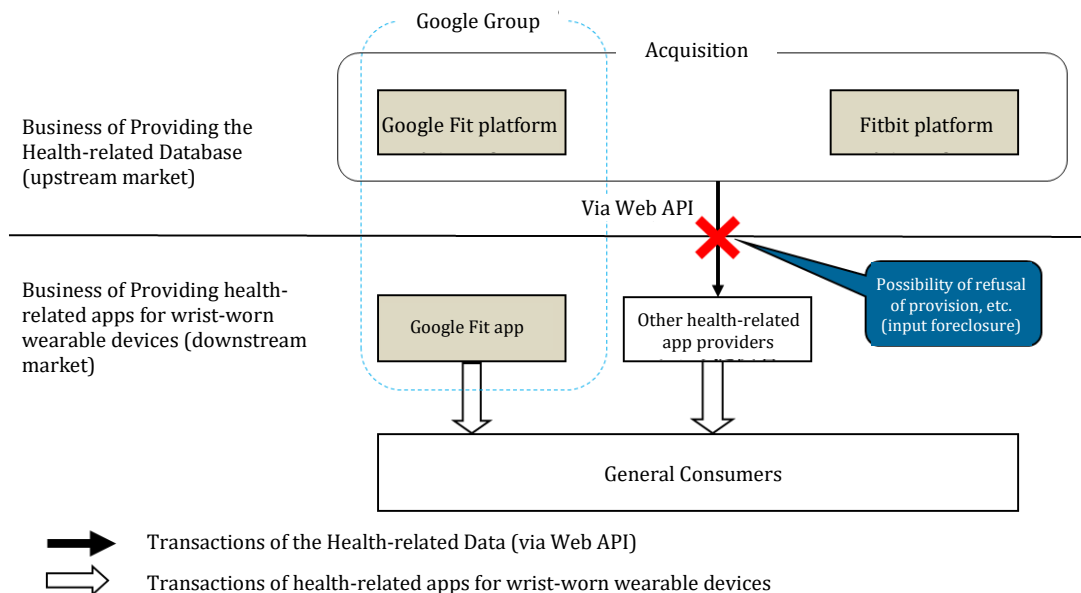 Google Group
Acquisition
Google Fit platform
Fitbit platform
Business of Providing the
Health-related Database
(upstream market)
Via Web API
Business of Providing health-
related apps for wrist-worn
wearable devices (downstream
market)
Possibility of refusal
of provision, etc.
(input foreclosure)
Google Fit app
Other health-related
app providers
General Consumers
Transactions of the Health-related Data (via Web API)
Transactions of health-related apps for wrist-worn wearable devices